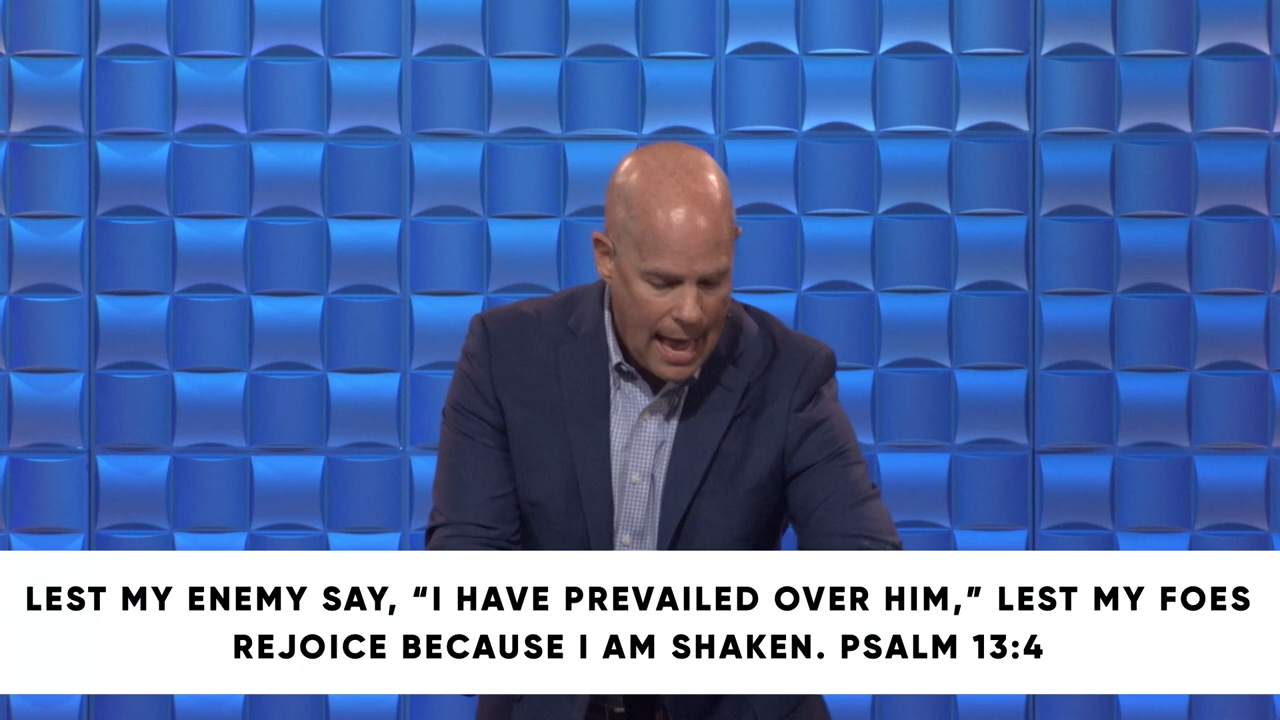 LEST MY ENEMY SAY, “I HAVE PREVAILED OVER HIM,” LEST MY FOES
REJOICE BECAUSE I AM SHAKEN. PSALM 13:4